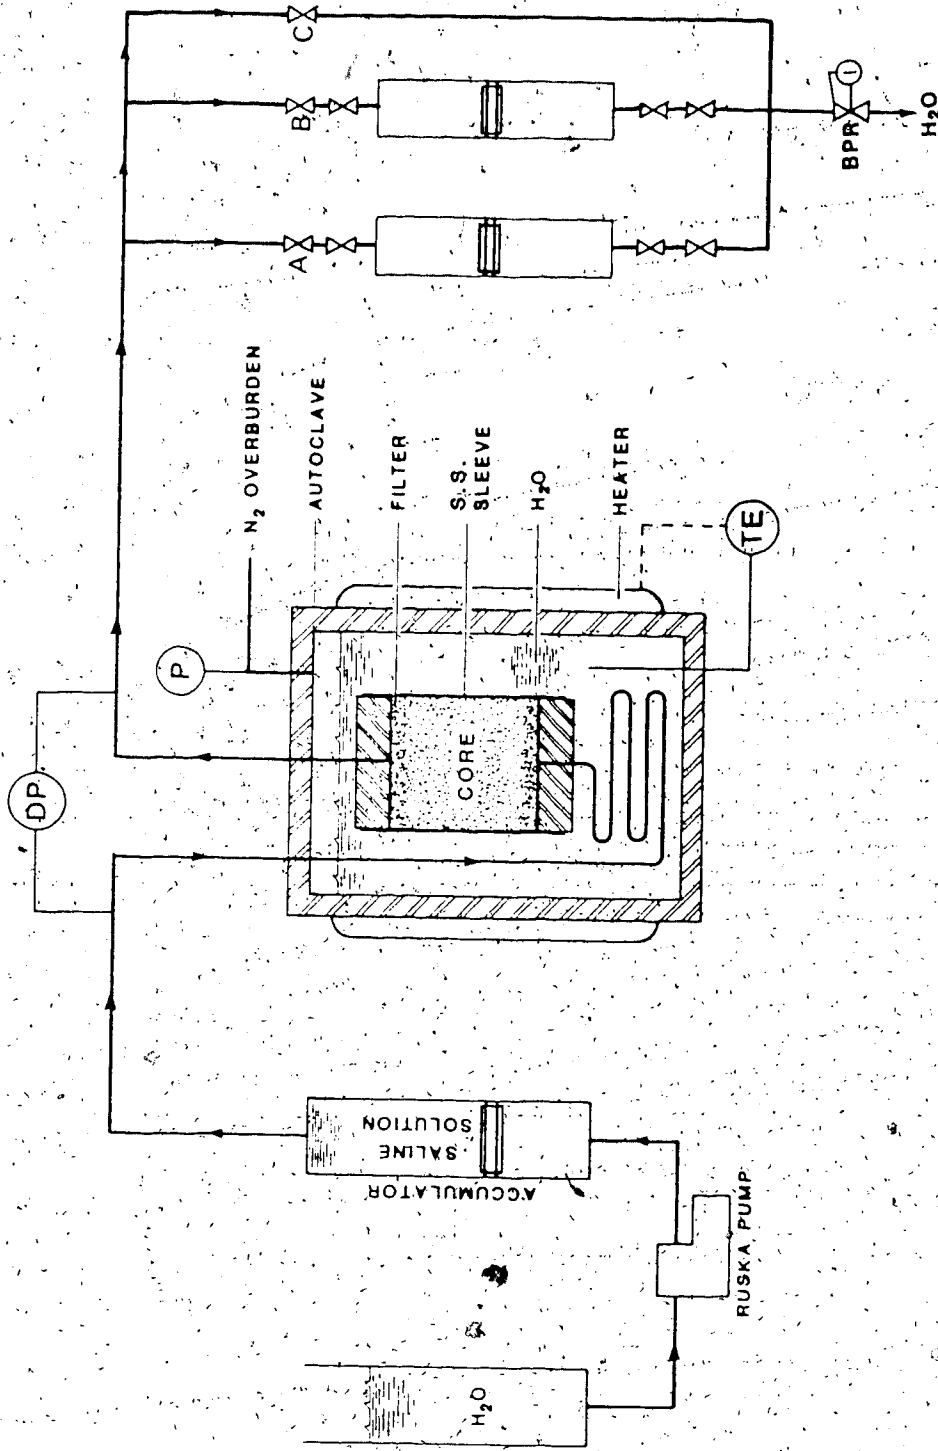 DP
P
N₂ OVERBURDEN
AUTOCLAVE
FILTER
S.S.
SLEEVE
H₂O
HEATER
TE
CORE
A
B
C
I
BPR
H₂O
SALINE
SOLUTION
ACCUMULATOR
RUSKA PUMP
H₂O